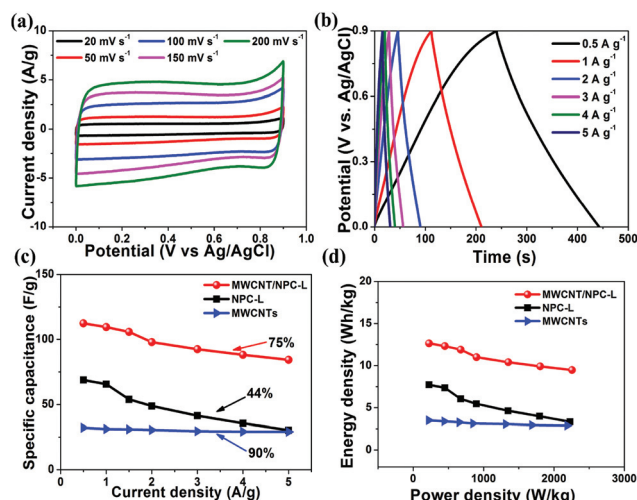 (a)
20 mV s⁻¹ 100 mV s⁻¹ 200 mV s⁻¹
50 mV s⁻¹ 150 mV s⁻¹
Current density (A/g)
10
5
0
-5
-10
0.0 0.2 0.4 0.6 0.8 1.0
Potential (V vs Ag/AgCl)
(b)
Potential (V vs. Ag/AgCl)
0.9
0.6
0.3
0.0
0.5 A g⁻¹
1 A g⁻¹
2 A g⁻¹
3 A g⁻¹
4 A g⁻¹
5 A g⁻¹
0 100 200 300 400 500
Time (s)
(c)
Specific capacitance (F/g)
150
100
50
0
MWCNT/NPC-L
NPC-L
MWCNTs
75%
44%
90%
0 1 2 3 4 5
Current density (A/g)
(d)
Energy density (Wh/kg)
20
15
10
5
0
MWCNT/NPC-L
NPC-L
MWCNTs
0 1000 2000 3000
Power density (W/kg)